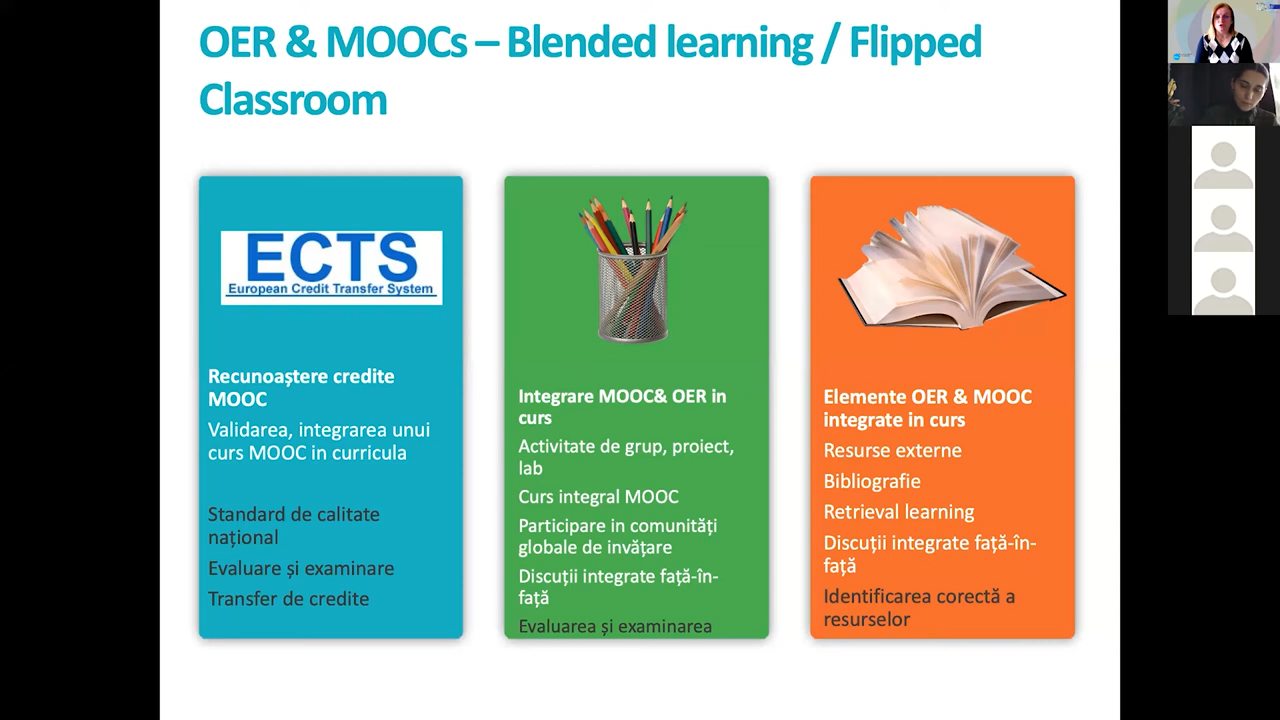 OER & MOOCs – Blended learning / Flipped
Classroom
ECTS
European Credit Transfer System
Recunoaștere credite
MOOC
Validarea, integrarea unui
curs MOOC in curricula
Standard de calitate
național
Evaluare și examinare
Transfer de credite
Integrare MOOC& OER in
curs
Activitate de grup, proiect,
lab
Curs integral MOOC
Participare in comunități
globale de invățare
Discuții integrate față-în-
față
Evaluarea și examinarea
Elemente OER & MOOC
integrate in curs
Resurse externe
Bibliografie
Retrieval learning
Discuții integrate față-în-
față
Identificarea corectă a
resurselor